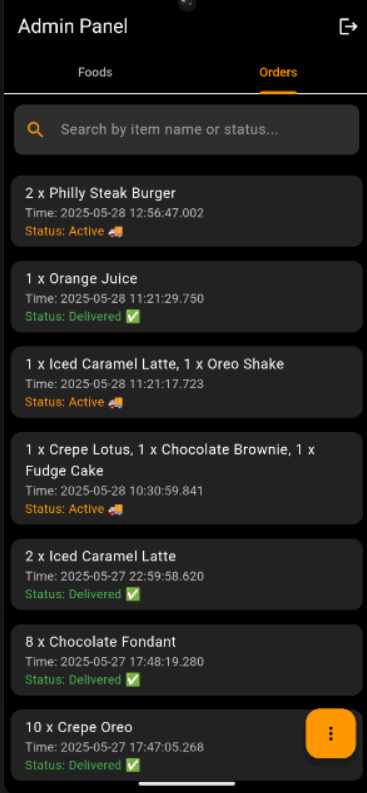 Admin Panel
Foods
Orders
Search by item name or status...
2 x Philly Steak Burger
Time: 2025-05-28 12:56:47.002
Status: Active 🚚
1 x Orange Juice
Time: 2025-05-28 11:21:29.750
Status: Delivered ✅
1 x Iced Caramel Latte, 1 x Oreo Shake
Time: 2025-05-28 11:21:17.723
Status: Active 🚚
1 x Crepe Lotus, 1 x Chocolate Brownie, 1 x
Fudge Cake
Time: 2025-05-28 10:30:59.841
Status: Active 🚚
2 x Iced Caramel Latte
Time: 2025-05-27 22:59:58.620
Status: Delivered ✅
8 x Chocolate Fondant
Time: 2025-05-27 17:48:19.280
Status: Delivered ✅
10 x Crepe Oreo
Time: 2025-05-27 17:47:05.268
Status: Delivered ✅